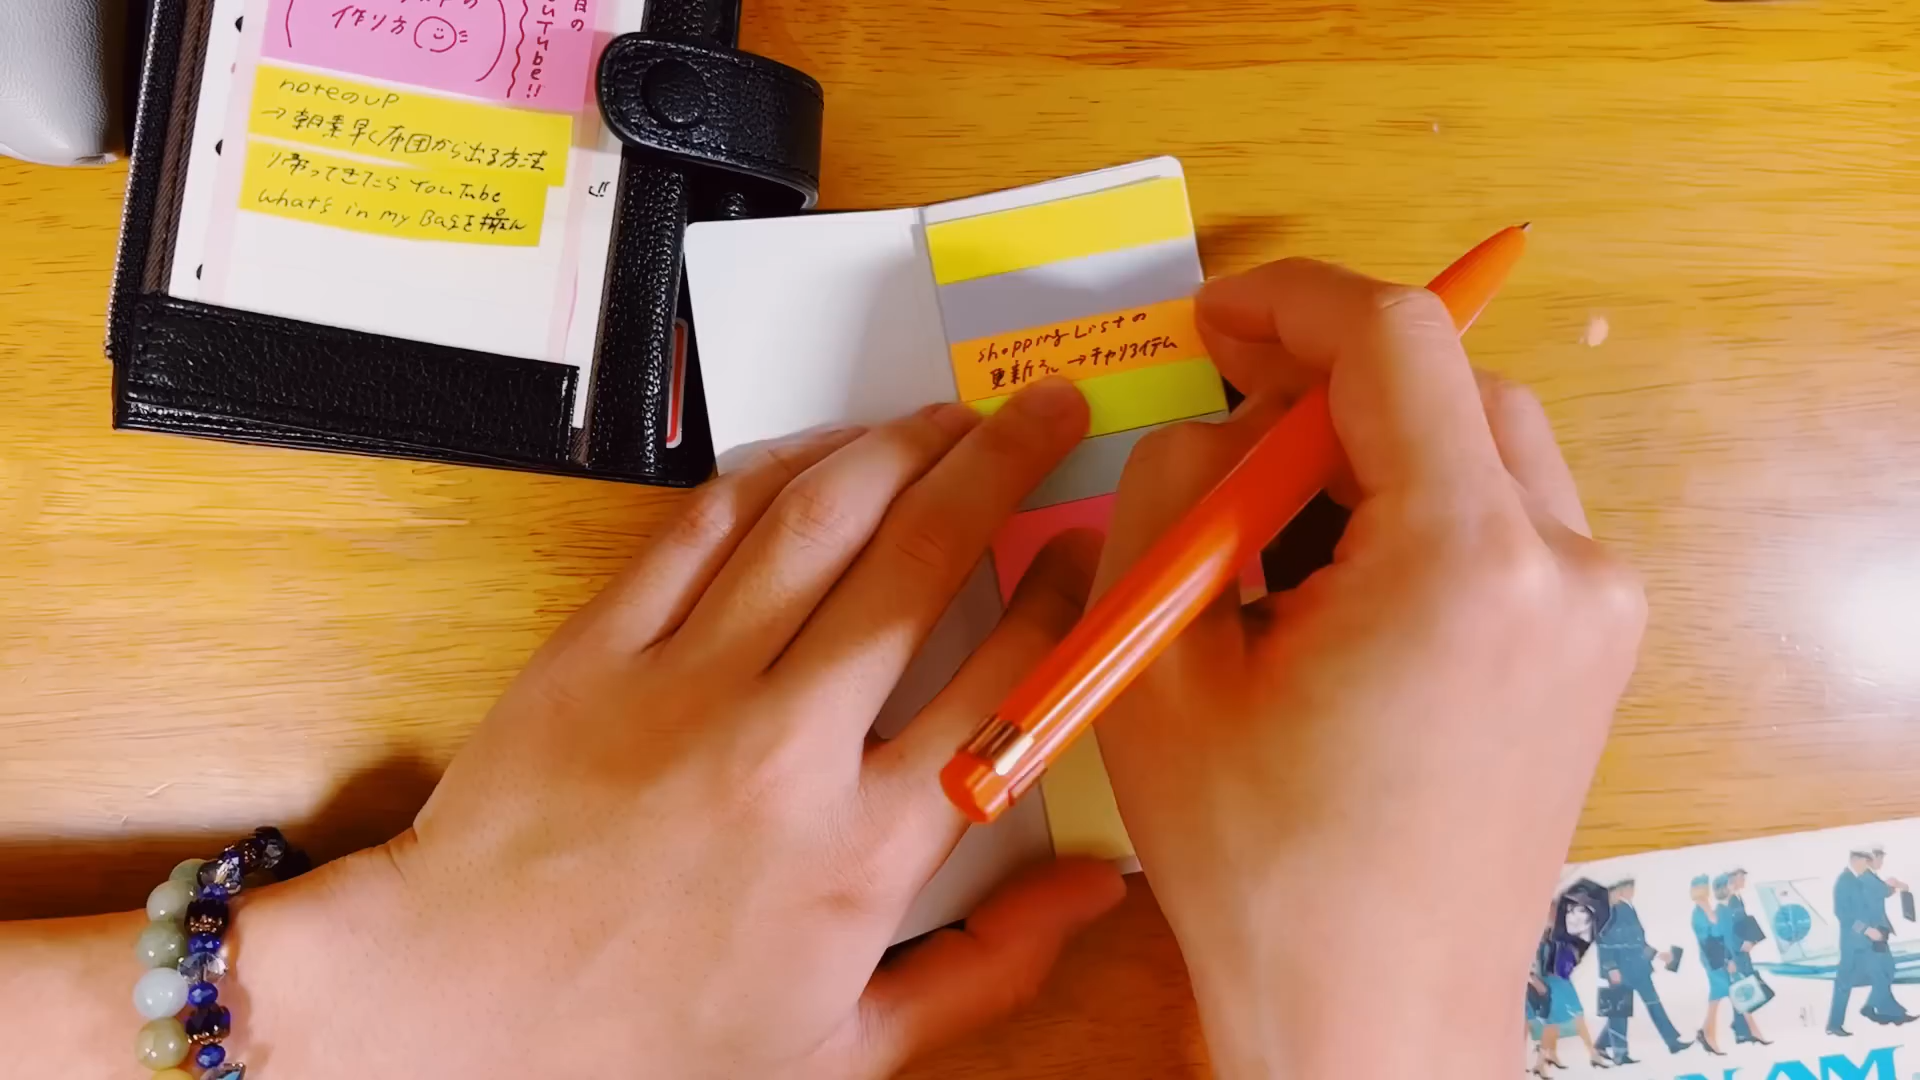 作り方
YouTube!!
noteのup
→朝素早く布団から出る方法
帰ってきたらYouTube
what's in my Bagを
shopping Listの
更新 →チャリアイテム
AM